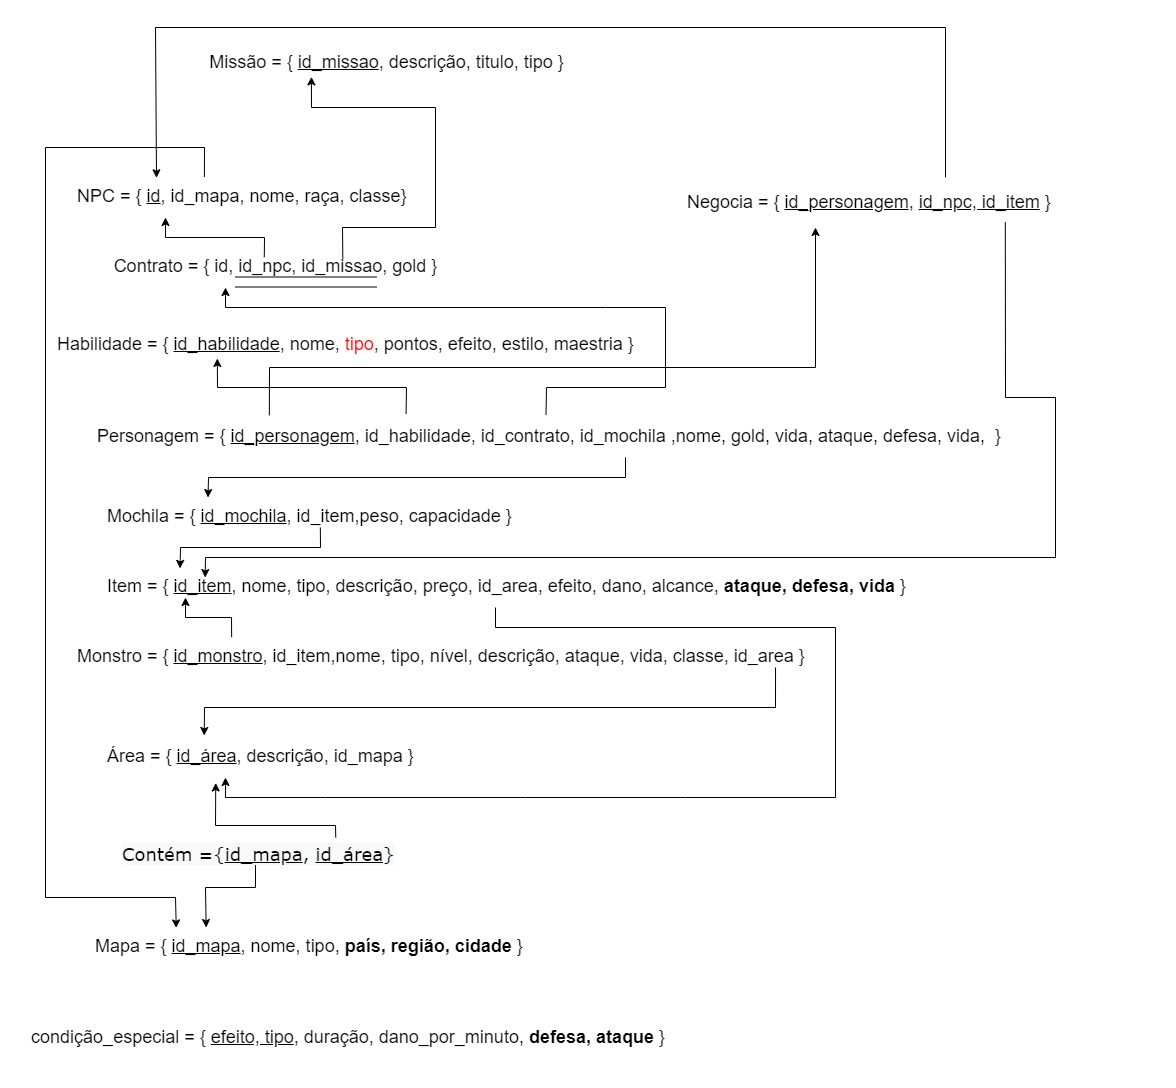 Missão = { id_missao, descrição, titulo, tipo }
NPC = { id, id_mapa, nome, raça, classe}
Negocia = { id_personagem, id_npc, id_item }
Contrato = { id, id_npc, id_missao, gold }
Habilidade = { id_habilidade, nome, tipo, pontos, efeito, estilo, maestria }
Personagem = { id_personagem, id_habilidade, id_contrato, id_mochila ,nome, gold, vida, ataque, defesa, vida,  }
Mochila = { id_mochila, id_item,peso, capacidade }
Item = { id_item, nome, tipo, descrição, preço, id_area, efeito, dano, alcance, ataque, defesa, vida }
Monstro = { id_monstro, id_item,nome, tipo, nível, descrição, ataque, vida, classe, id_area }
Área = { id_área, descrição, id_mapa }
Contém ={id_mapa, id_área}
Mapa = { id_mapa, nome, tipo, país, região, cidade }
condição_especial = { efeito, tipo, duração, dano_por_minuto, defesa, ataque }